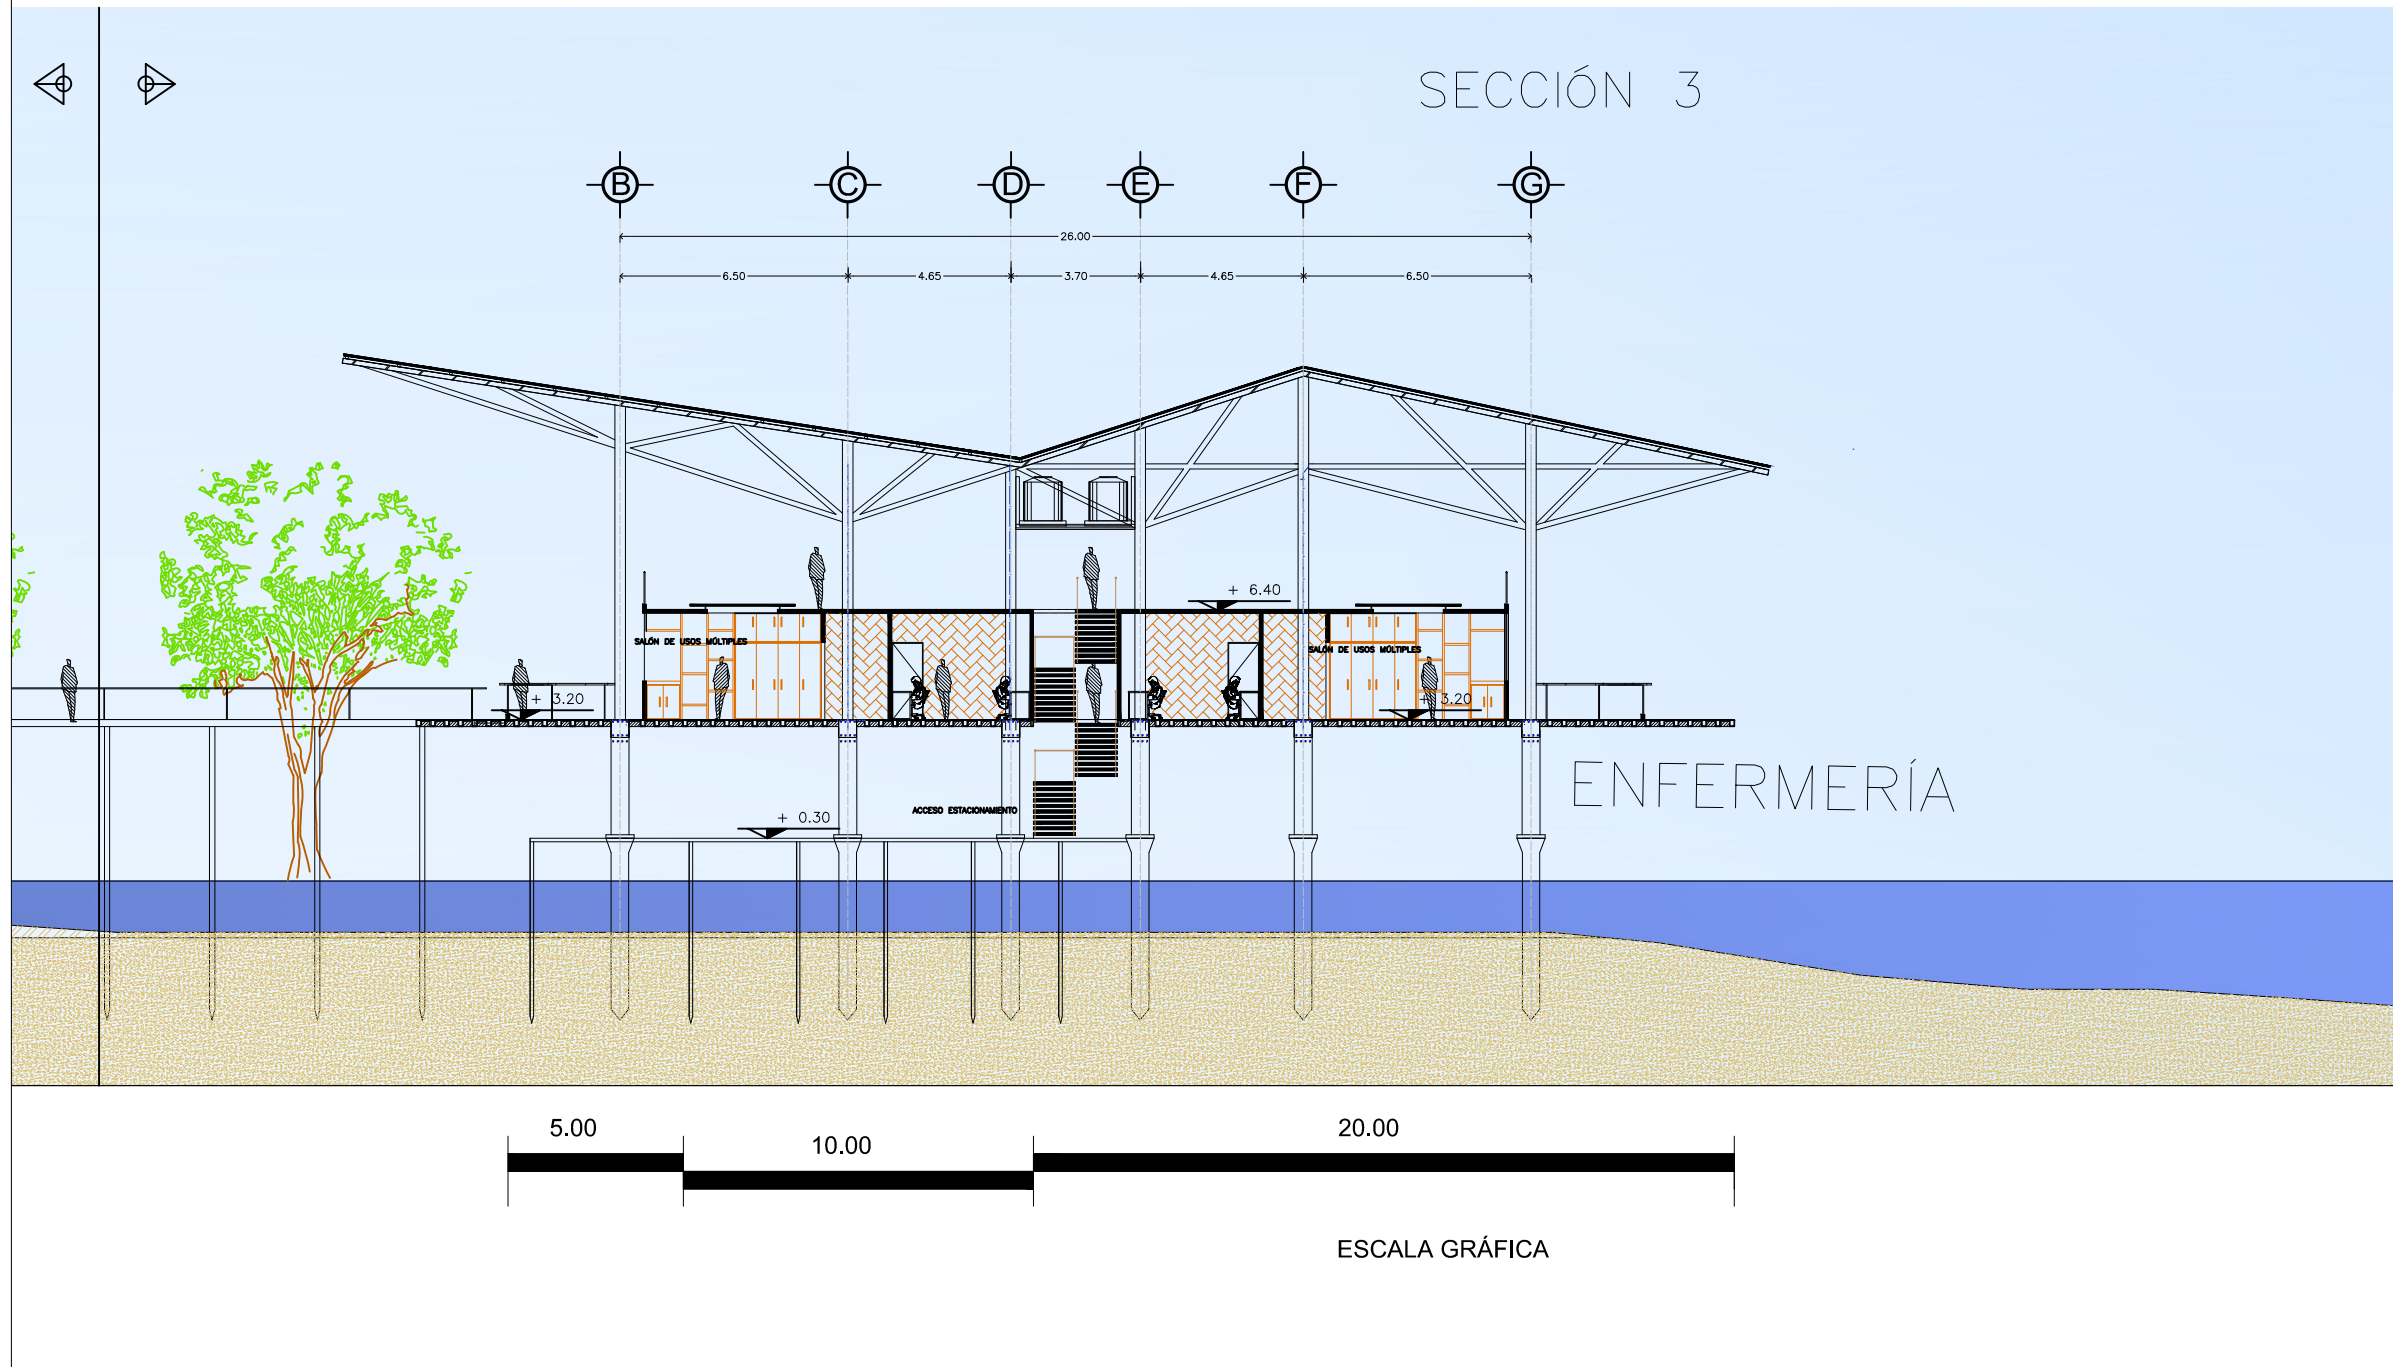 SECCIÓN 3
B C D E F G
26.00
6.50 4.65 3.70 4.65 6.50
+ 6.40
SALÓN DE USOS MÚLTIPLES
SALÓN DE USOS MÚLTIPLES
+ 3.20
+ 3.20
ENFERMERÍA
ACCESO ESTACIONAMIENTO
+ 0.30
5.00
10.00
20.00
ESCALA GRÁFICA